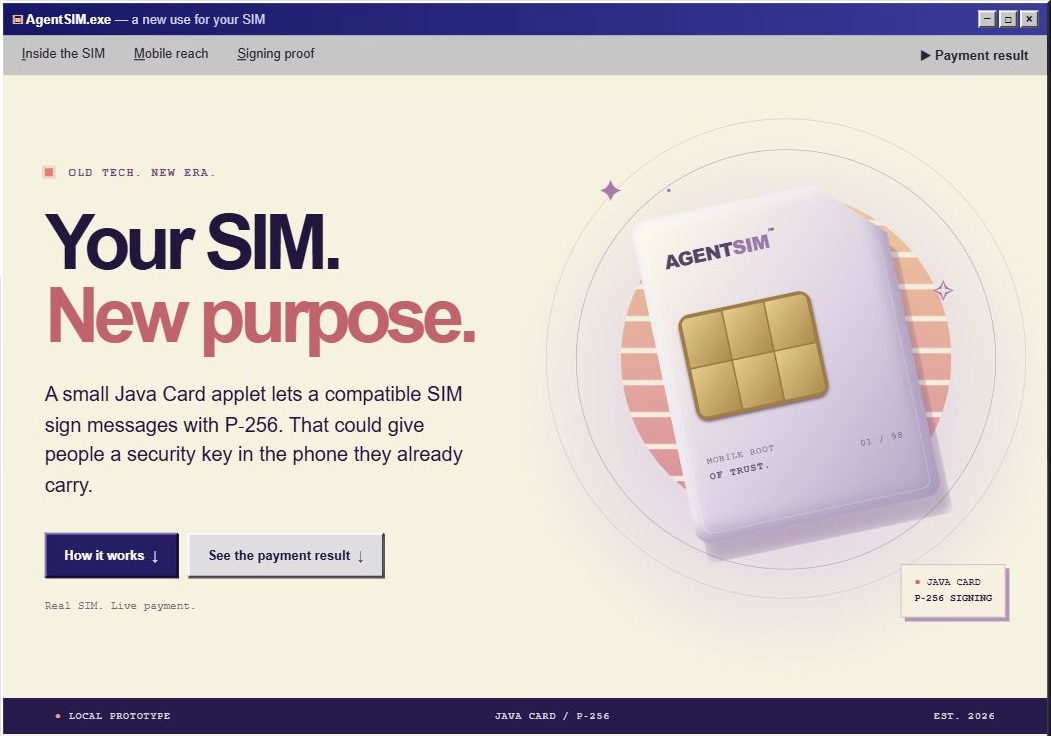 AgentSIM.exe — a new use for your SIM
Inside the SIM
Mobile reach
Signing proof
▶ Payment result
OLD TECH. NEW ERA.
Your SIM.
New purpose.
A small Java Card applet lets a compatible SIM
sign messages with P-256. That could give
people a security key in the phone they already
carry.
How it works ↓
See the payment result ↓
Real SIM. Live payment.
AGENTSIM™
MOBILE ROOT
OF TRUST.
01 / 98
JAVA CARD
P-256 SIGNING
LOCAL PROTOTYPE
JAVA CARD / P-256
EST. 2026